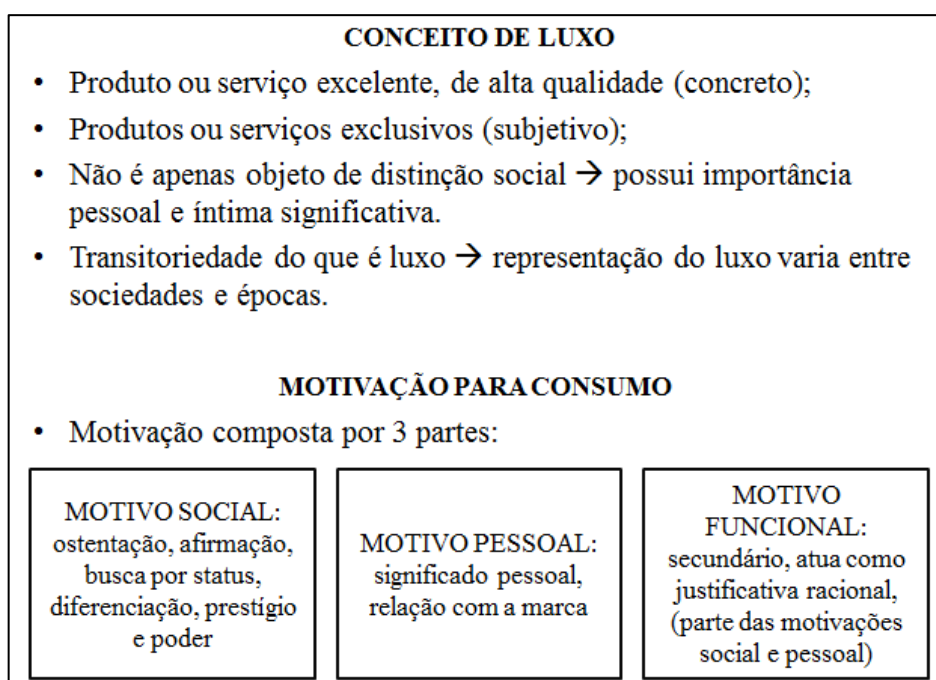 CONCEITO DE LUXO
• Produto ou serviço excelente, de alta qualidade (concreto);
• Produtos ou serviços exclusivos (subjetivo);
• Não é apenas objeto de distinção social → possui importância
pessoal e íntima significativa.
• Transitoriedade do que é luxo → representação do luxo varia entre
sociedades e épocas.
MOTIVAÇÃO PARA CONSUMO
• Motivação composta por 3 partes:
MOTIVO SOCIAL:
ostentação, afirmação,
busca por status,
diferenciação, prestígio
e poder
MOTIVO PESSOAL:
significado pessoal,
relação com a marca
MOTIVO
FUNCIONAL:
secundário, atua como
justificativa racional,
(parte das motivações
social e pessoal)